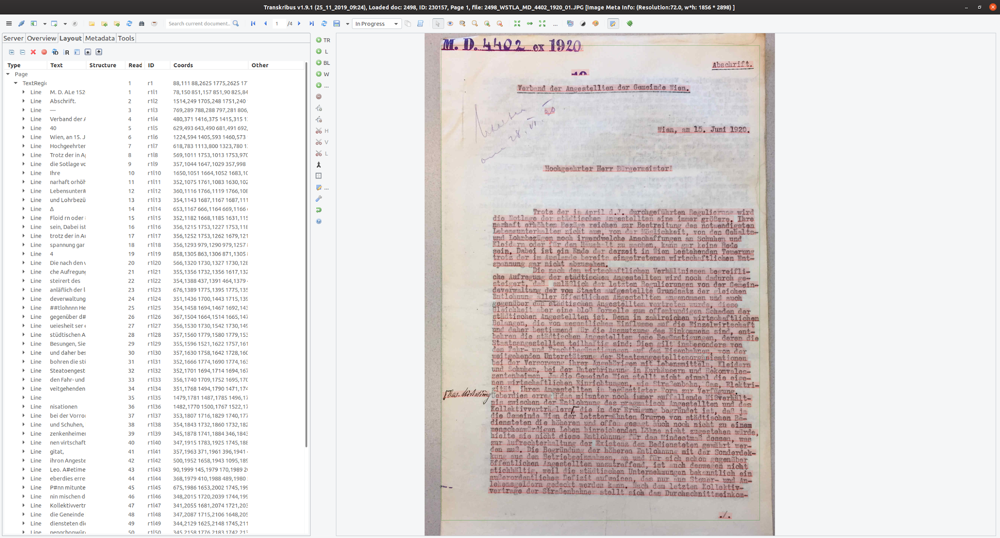 Transkribus v1.9.1 (25_11_2019_09:24), Loaded doc: 2498, ID: 230157, Page 1, file: 2498_WSTLA_MD_4402_1920_01.JPG [Image Meta Info: (Resolution:72.0, w*h: 1856 * 2898) ]
Search current document... 1 /4 In Progress ...
Server Overview Layout Metadata Tools
Type Text Structure Read ID Coords Other
Page
TextRegi 1 r1 88,111 88,2625 1775,2625 17
Line M. D. ALe 152 1 r1l1 78,150 851,157 851,90 825,84
Line Abschrift. 2 r1l2 1514,249 1705,248 1751,240
Line — 3 r1l3 769,289 788,288 797,281 806,
Line Verband der A 4 r1l4 480,371 1416,375 1415,315 1
Line 40 5 r1l5 629,493 643,490 681,491 692,
Line Wien, an 15. J 6 r1l6 1224,594 1405,593 1460,573
Line Hochgeehrter 7 r1l7 618,783 1113,800 1323,780 1
Line Trotz der in Ap 8 r1l8 569,1011 1753,1013 1753,970
Line die Sotlage vo 9 r1l9 357,1044 1647,1029 357,998
Line Ihre 10 r1l10 1650,1051 1664,1052 1683,10
Line narhaft orhöh 11 r1l11 352,1075 1761,1083 1630,102
Line Lebensunter# 12 r1l12 360,1116 1766,1119 1766,108
Line und Lohrbezü 13 r1l13 354,1143 1687,1167 1687,111
Line Δ 14 r1l14 653,1167 666,1164 669,1166
Line Floid rn oder 15 r1l15 352,1182 1668,1185 1631,115
Line sein, Dabei ist 16 r1l16 356,1215 1753,1227 1753,118
Line trotz der in Au 17 r1l17 356,1252 1753,1262 1679,121
Line spannung gar 18 r1l18 356,1293 979,1290 979,1257
Line 4 19 r1l19 858,1305 863,1306 871,1305
Line Die nach den v 20 r1l20 566,1320 1730,1327 1730,128
Line che Aufregung 21 r1l21 355,1356 1732,1356 1617,132
Line steirert des 22 r1l22 354,1388 437,1391 464,1379
Line anläflich der l 23 r1l23 676,1389 1775,1395 1775,135
Line deverwaltung 24 r1l24 351,1436 1700,1443 1715,139
Line ##tlohnnn He 25 r1l25 354,1458 1694,1467 1692,143
Line gegenüber d# 26 r1l26 367,1504 1664,1514 1665,147
Line ueiesheit ser 27 r1l27 356,1530 1730,1542 1730,149
Line stüdtischen A 28 r1l28 357,1560 1779,1580 1779,153
Line Besungen, Sie 29 r1l29 355,1596 1521,1622 1757,161
Line und daher bes 30 r1l30 357,1630 1758,1642 1728,160
Line bohren die stü 31 r1l31 352,1666 1774,1690 1774,163
Line Steatoengest 32 r1l32 352,1701 1694,1714 1694,167
Line den Fahr- und 33 r1l33 356,1740 1709,1752 1695,170
Line veitgehenden 34 r1l34 351,1768 1494,1790 1471,174
Line 35 r1l35 1479,1781 1487,1785 1496,17
Line nisationen 36 r1l36 1482,1770 1500,1767 1522,17
Line bei der Vorror 37 r1l37 353,1807 1716,1829 1740,177
Line und Schuhen, 38 r1l38 354,1843 1732,1860 1732,182
Line zenkenheimer 39 r1l39 345,1878 1741,1884 346,1843
Line nen virtschaft 40 r1l40 347,1915 1783,1925 1745,188
Line gitat, 41 r1l41 357,1963 371,1961 396,1941
Line ihron Angeste 42 r1l42 500,1952 1658,1943 1095,189
Line Leo. A#etime 43 r1l43 90,1999 145,1979 170,1989 20
Line eberdies erre 44 r1l44 368,1979 410,1988 489,1980
Line P#nn mitunte 45 r1l45 675,1986 1653,2002 1745,199
Line nin mischen d 46 r1l46 348,2015 1720,2039 1744,199
Line Kollektivvertr 47 r1l47 341,2055 1681,2074 1721,203
Line die Geneinde 48 r1l48 347,2087 1715,2106 1648,205
Line diensteten die 49 r1l49 344,2129 1625,2148 1745,211
Line nengchonwür 50 r1l50 345,2158 1776,2183 1742,213
TR
L
BL
W
...
H
V
L
...
M. D. 4402 ex 1920
Abschrift.
Verband der Angestellten der Gemeinde Wien.
28. VI. 20
Wien, am 15. Juni 1920.
Hochgeehrter Herr Bürgermeister!
Trotz der im April d.J. durchgeführten Regulierung wird
die Notlage der städtischen Angestellten eine immer größere. Ihre
namhaft erhöhten Bezüge reichen zur Bestreitung des notwendigsten
Lebensunterhaltes nicht aus, von der Möglichkeit, von den Gehalts-
und Lohnbezügen noch irgendwelche Anschaffungen an Schuhen und
Kleidern oder für den Haushalt zu machen, kann gar keine Rede
sein. Dabei ist ein Ende der derzeit in Wien bestehenden Teuerung
trotz der im Auslande bereits eingetretenen wirtschaftlichen Ent-
spannung gar nicht abzusehen.
Die nach den wirtschaftlichen Verhältnissen begreifli-
che Aufregung der städtischen Angestellten wird noch dadurch ge-
steigert, daß anläßlich der letzten Regulierungen von der Gemein-
deverwaltung der vom Staats aufgestellte Grundsatz der gleichen
Entlohnung aller öffentlichen Angestellten angenommen und auch
gegenüber den städtischen Angestellten vertreten wurde, diese
Gleichheit aber eine bloß formelle zum offenkundigen Schaden der
städtischen Angestellten ist. Denn in zahlreichen wirtschaftlichen
Belangen, die von wesentlichem Einflusse auf die Einzelwirtschaft
und daher bestimmend für die Ausnutzung des Einkommens sind, ent-
behren die städtischen Angestellten jene Begünstigungen, deren die
Staatsangestellten teilhaftig sind: Dies gilt insbesonders von
den Fahr- und Frachtbegünstigungen auf den Eisenbahnen, von der
weitgehenden Unterstützung der Staatsangestelltenorganisationen
bei der Versorgung ihrer Angehörigen mit Lebensmitteln, Kleidern
und Schuhen, bei der Unterbringung in Kurhäusern und Rekonvales-
zentenheimen. Ja die Gemeinde Wien stellt nicht einmal die eige-
nen wirtschaftlichen Einrichtungen, wie Straßenbahn, Gas, Elektri-
zität, ihren Angestellten in begünstigter Form zur Verfügung.
Ueberdies erregt das mitunter noch immer auffallende Mißverhält-
nis zwischen der Entlohnung des pragmatisch Angestellten und des
Kollektivverträglers die in der Erwägung begründet ist, daß ja
die Gemeinde Wien der letzterwähnten Gruppe von städtischen Be-
diensteten die höheren und offen gesagt auch noch nicht zu einem
menschenwürdigen Leben hinreichenden Löhne nicht zugestehen würde,
hielte sie nicht diese Entlohnung für das Mindestmaß dessen, was
zur Aufrechterhaltung der Existenz den Bediensteten gewährt wer-
den muß. Die Begründung der höheren Entlohnung mit der Sonderdek-
kung aus den Betriebseinnahmen, an und für sich schon gegenüber
öffentlichen Angestellten unzutreffend, ist auch deswegen nicht
stichhältig, weil die städtischen Unternehmungen bekanntlich ein
außerordentliches Defizit aufweisen, das nur aus Steuer- und An-
lehensgeldern gedeckt werden kann. Nach dem letzten Kollektiv-
vertrage der Straßenbahner stellt sich das Durchschnittseinkom-
./.